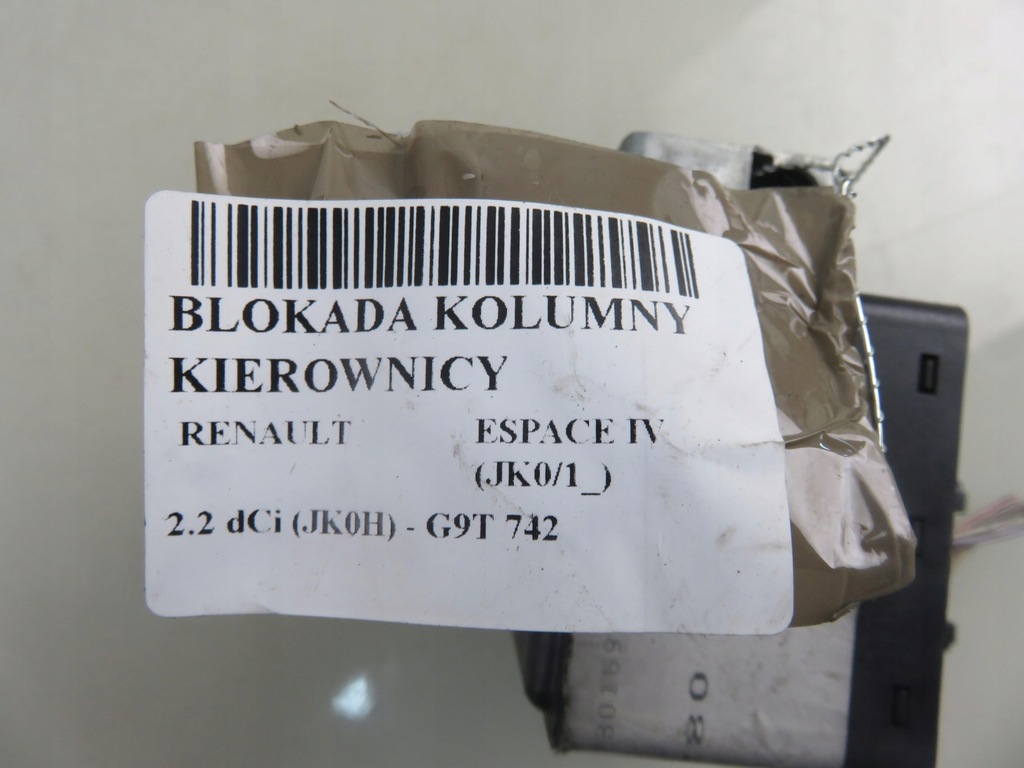 BLOKADA KOLUMNY
KIEROWNICY
RENAULT ESPACE IV
(JK0/1_)
2.2 dCi (JK0H) - G9T 742